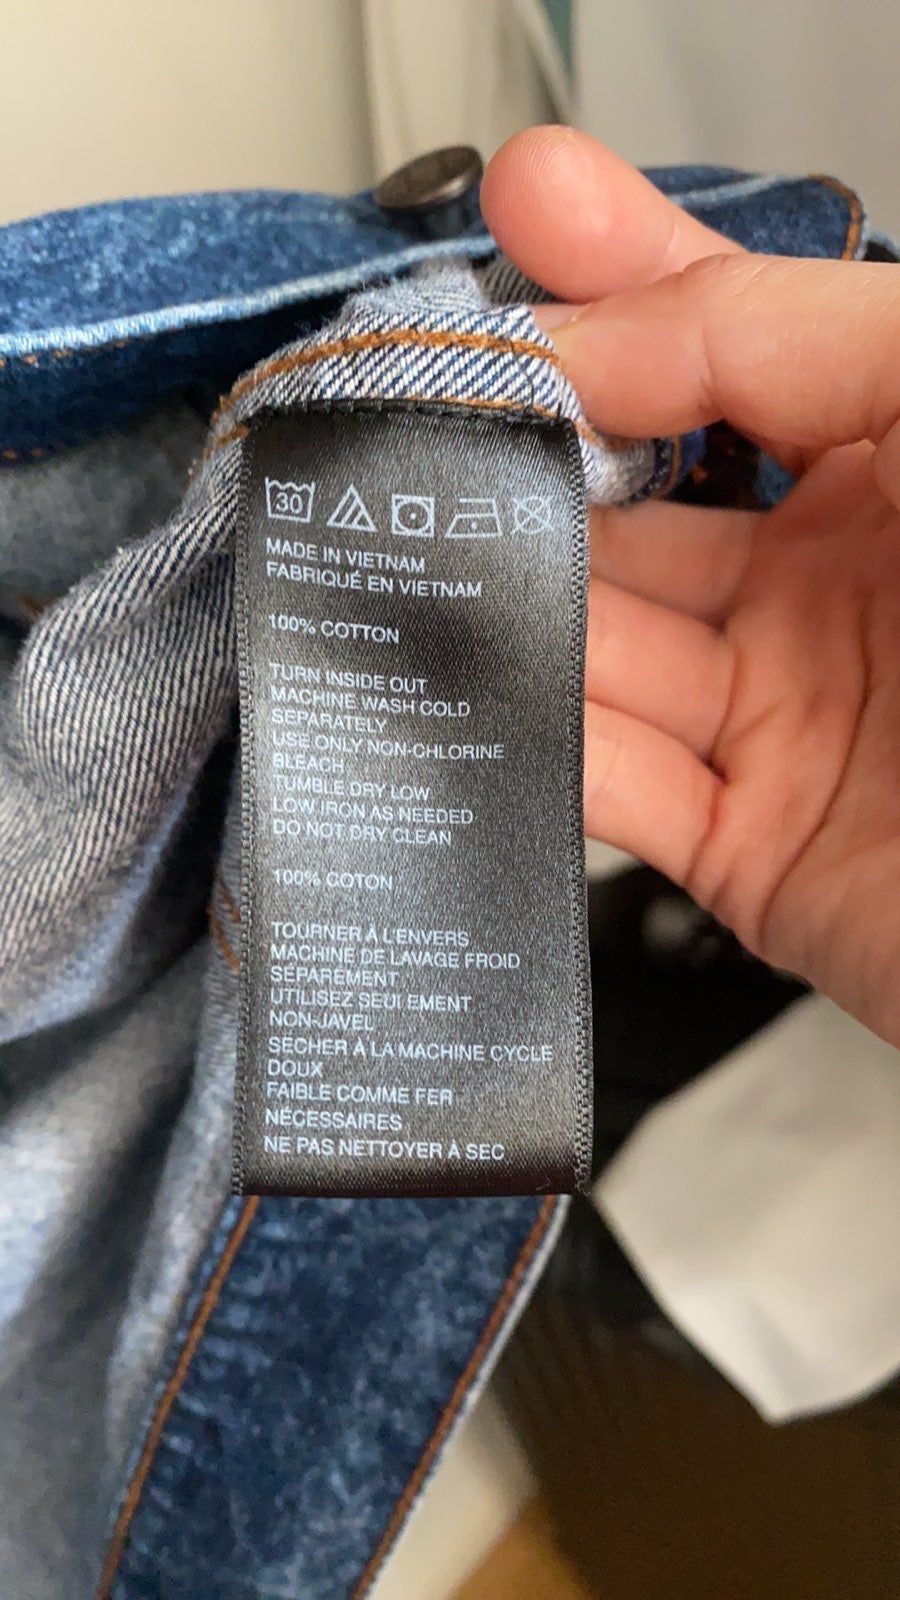 30
MADE IN VIETNAM
FABRIQUÉ EN VIETNAM
100% COTTON
TURN INSIDE OUT
MACHINE WASH COLD
SEPARATELY
USE ONLY NON-CHLORINE
BLEACH
TUMBLE DRY LOW
LOW IRON AS NEEDED
DO NOT DRY CLEAN
100% COTON
TOURNER À L'ENVERS
MACHINE DE LAVAGE FROID
SÉPARÉMENT
UTILISEZ SEULEMENT
NON-JAVEL
SÉCHER À LA MACHINE CYCLE
DOUX
FAIBLE COMME FER
NÉCESSAIRES
NE PAS NETTOYER À SEC